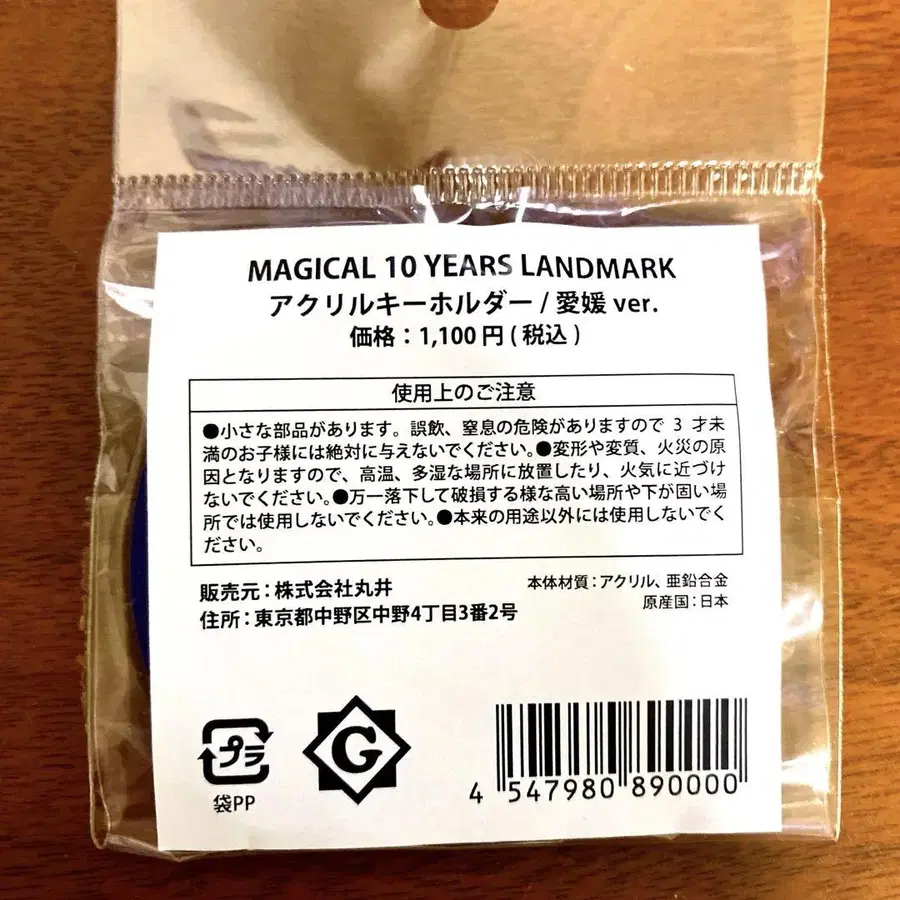 MAGICAL 10 YEARS LANDMARK
アクリルキーホルダー / 愛媛 ver.
価格：1,100 円 ( 税込 )
使用上のご注意
●小さな部品があります。誤飲、窒息の危険がありますので 3 才未
満のお子様には絶対に与えないでください。●変形や変質、火災の原
因となりますので、高温、多湿な場所に放置したり、火気に近づけ
ないでください。●万一落下して破損する様な高い場所や下が固い場
所では使用しないでください。●本来の用途以外には使用しないでく
ださい。
販売元：株式会社丸井
住所：東京都中野区中野4丁目3番2号
本体材質：アクリル、亜鉛合金
原産国：日本
プラ
袋PP
G
4 547980 890000